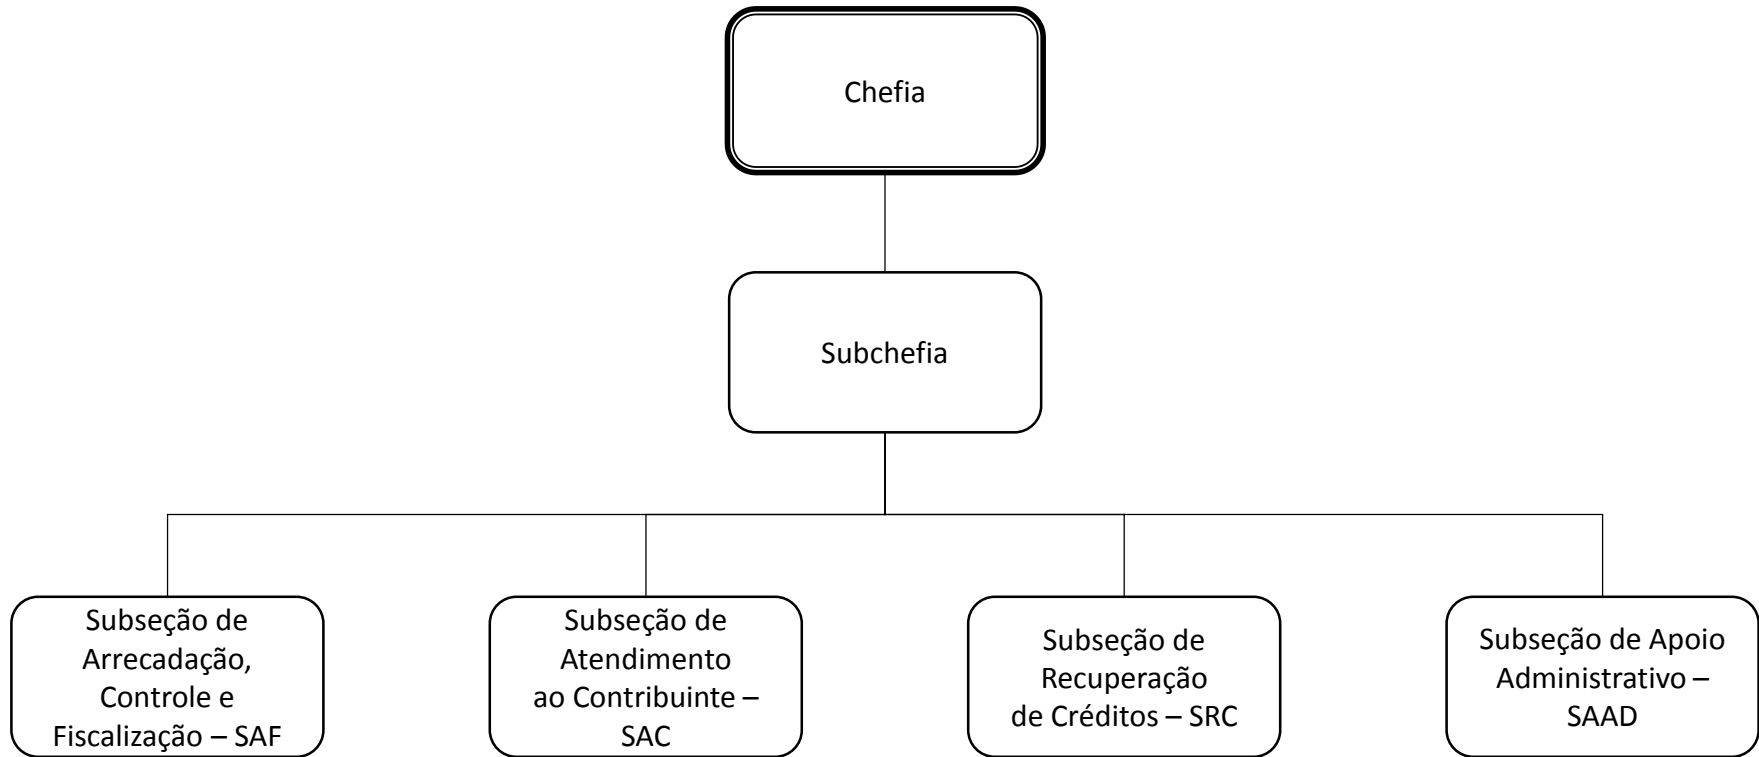 Chefia
Subchefia
Subseção de
Arrecadação,
Controle e
Fiscalização – SAF
Subseção de
Atendimento
ao Contribuinte –
SAC
Subseção de
Recuperação
de Créditos – SRC
Subseção de Apoio
Administrativo –
SAAD